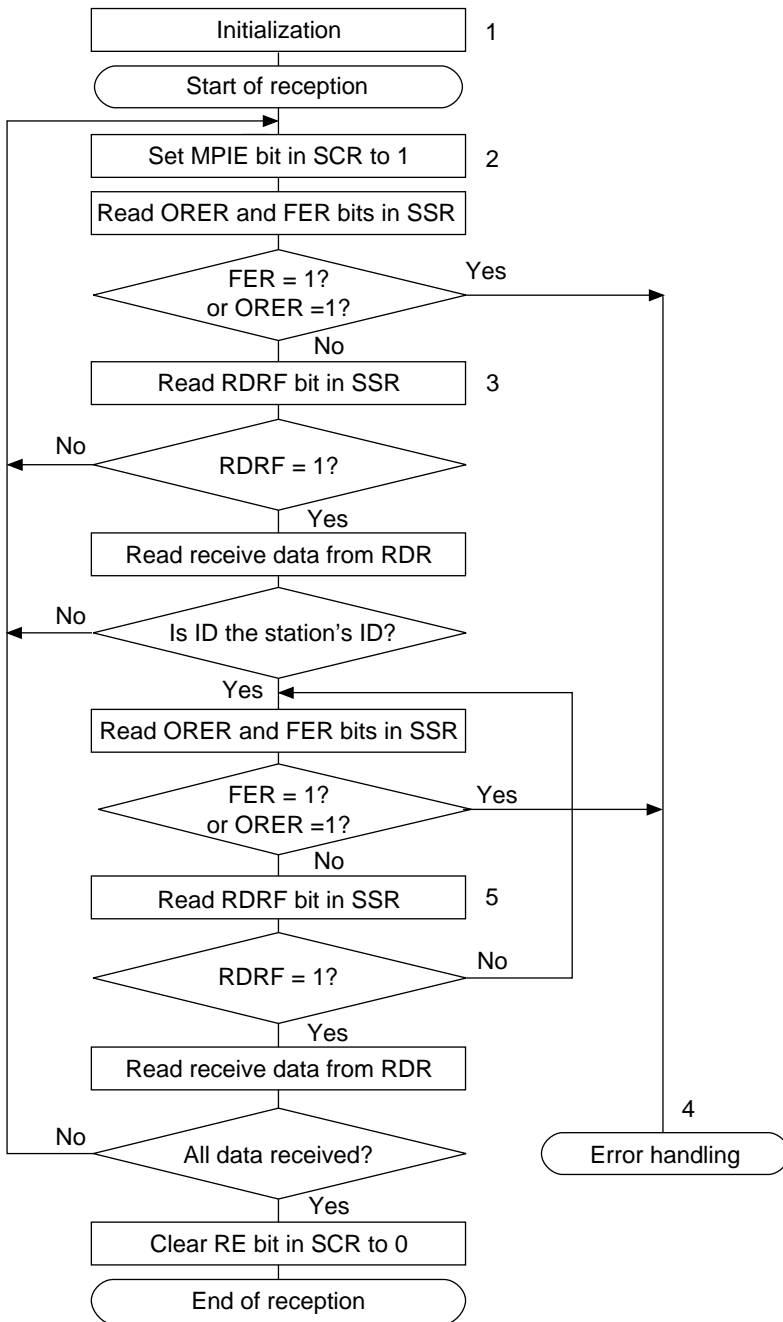 Initialization
1
Start of reception
Set MPIE bit in SCR to 1
2
Read ORER and FER bits in SSR
FER = 1?
or ORER =1?
Yes
No
Read RDRF bit in SSR
3
No
RDRF = 1?
Yes
Read receive data from RDR
No
Is ID the station's ID?
Yes
Read ORER and FER bits in SSR
FER = 1?
or ORER =1?
Yes
No
Read RDRF bit in SSR
5
RDRF = 1?
No
Yes
Read receive data from RDR
4
No
All data received?
Error handling
Yes
Clear RE bit in SCR to 0
End of reception